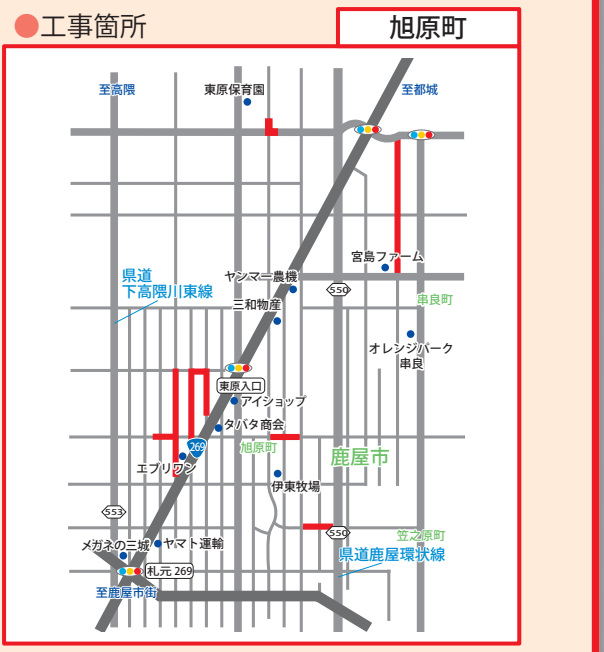 ●工事箇所
旭原町
至高隈
東原保育園
至都城
宮島ファーム
県道
下高隈川東線
ヤンマー農機
550
串良町
三和物産
オレンジパーク
串良
東原入口
アイショップ
タバタ商会
269
旭原町
鹿屋市
エブリワン
伊東牧場
553
550
笠之原町
メガネの三城
ヤマト運輸
県道鹿屋環状線
札元 269
至鹿屋市街